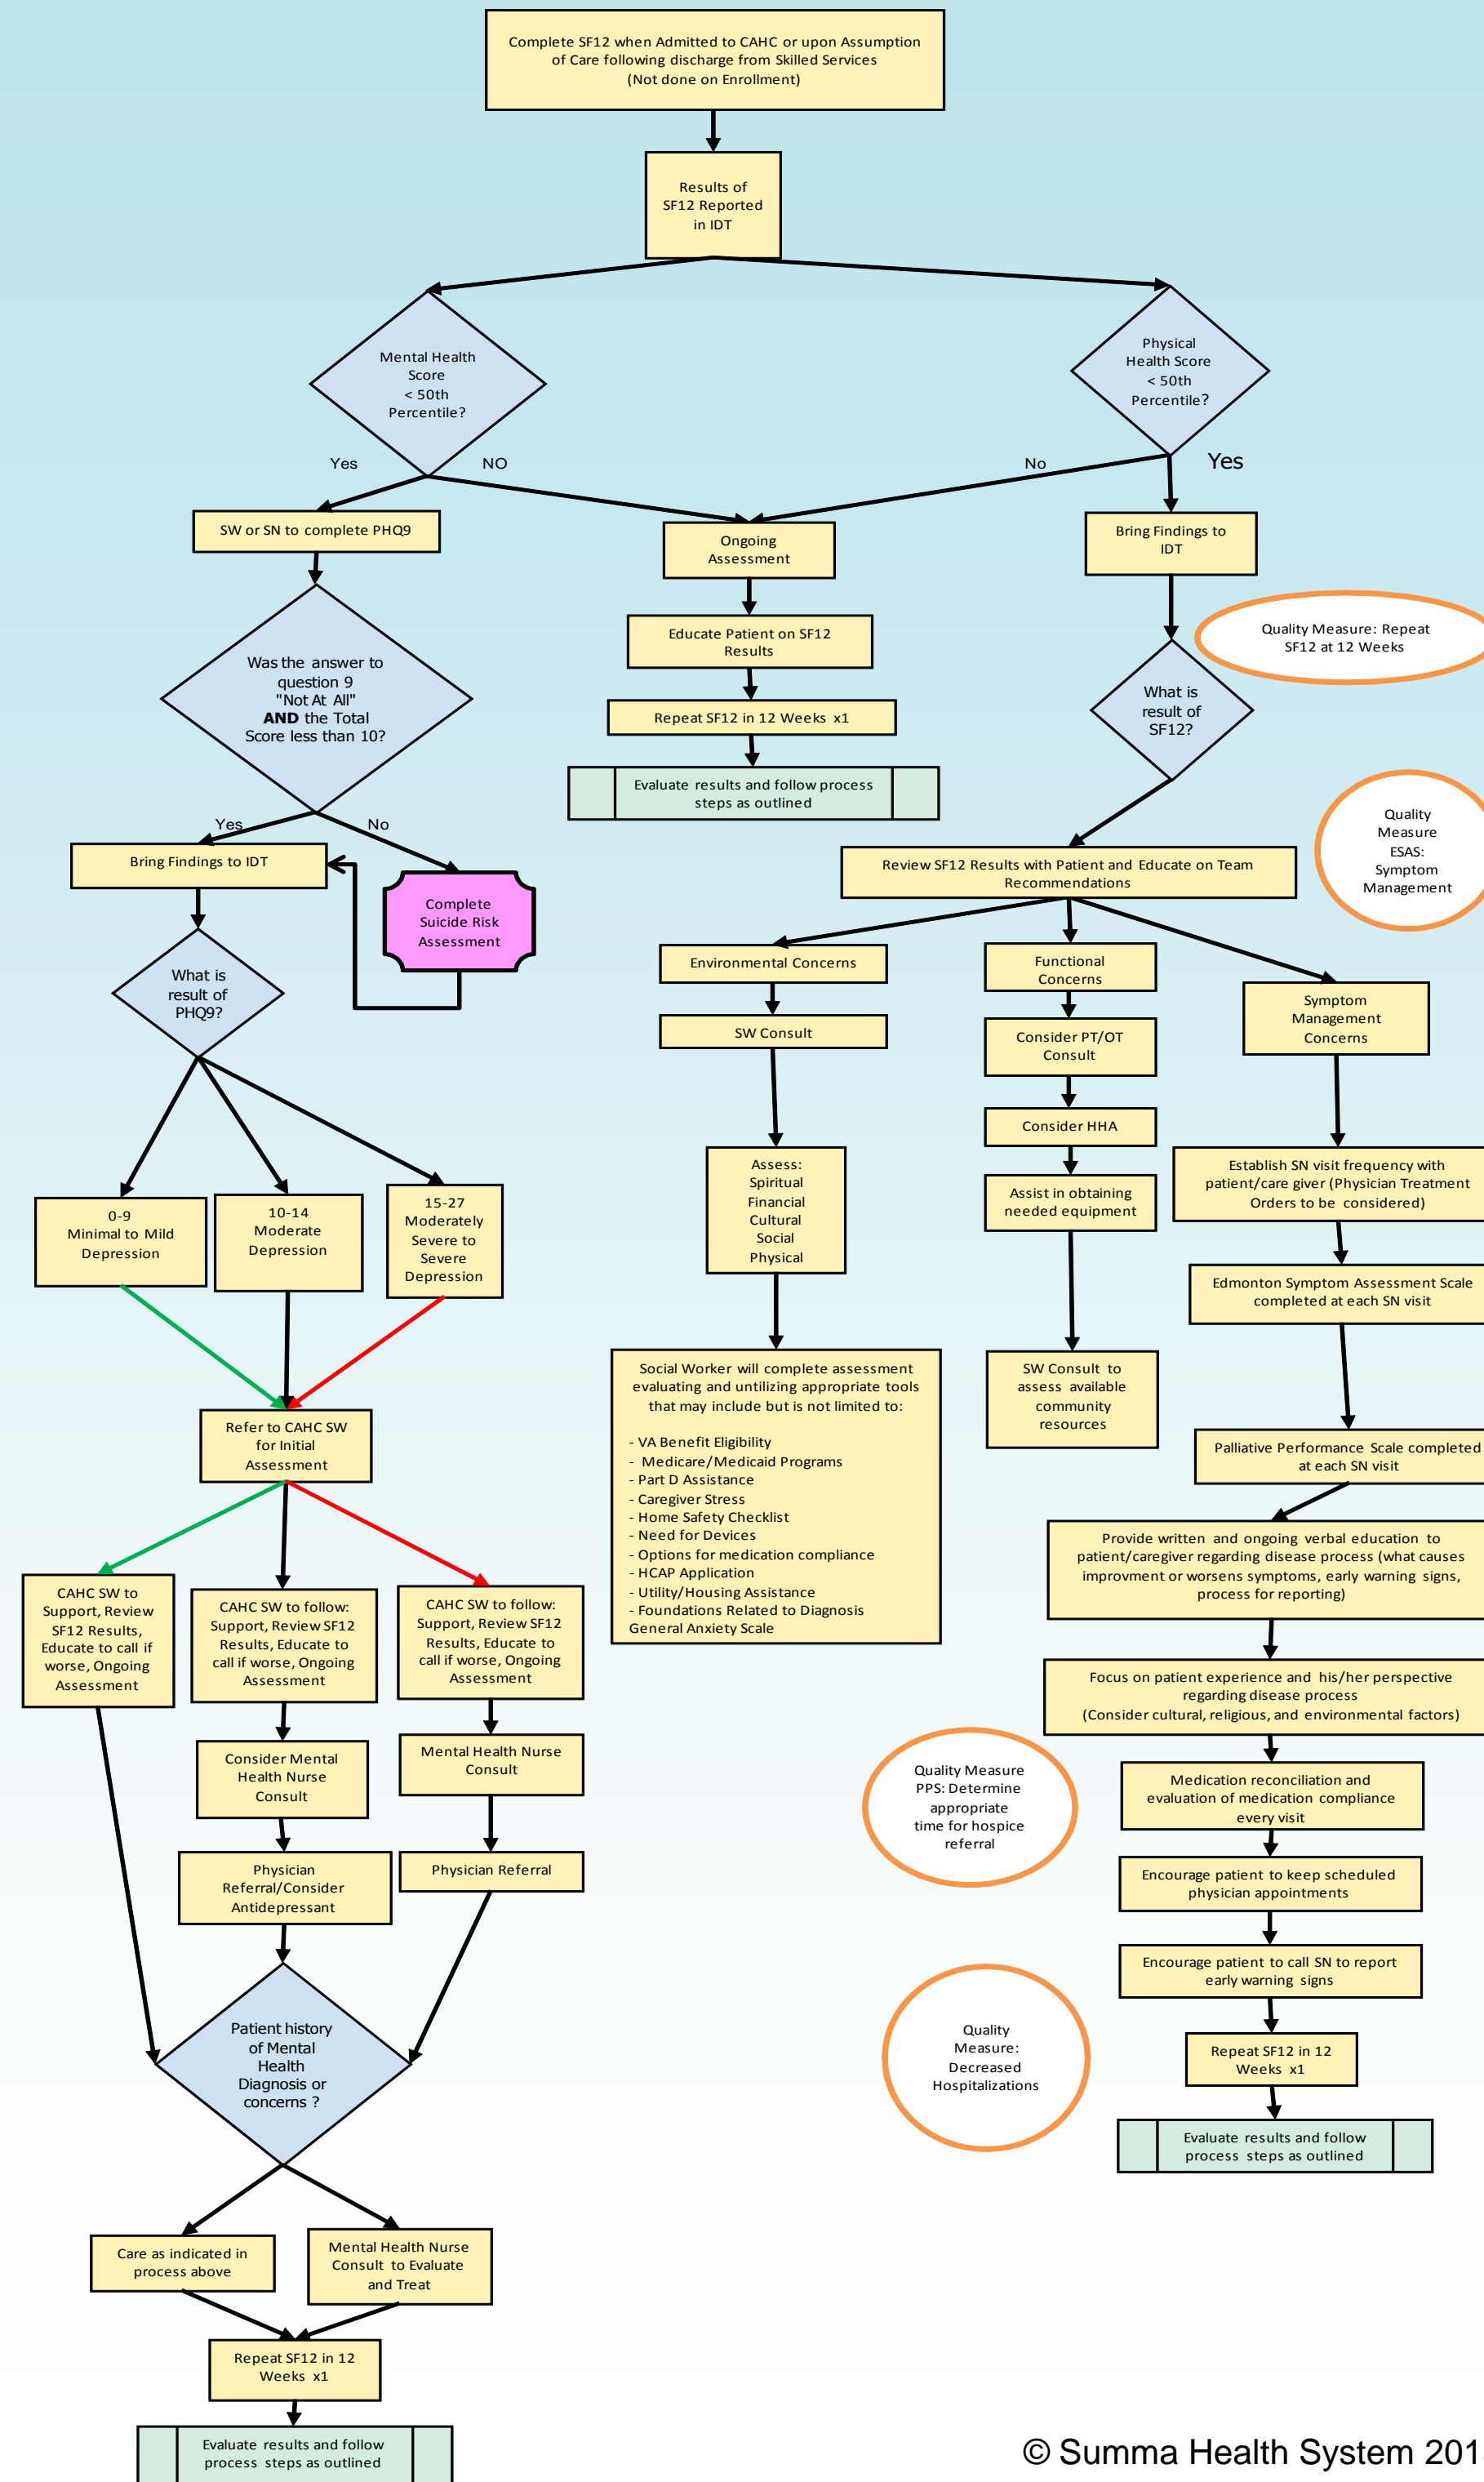 Complete SF12 when Admitted to CAHC or upon Assumption
of Care following discharge from Skilled Services
(Not done on Enrollment)
Results of
SF12 Reported
in IDT
Mental Health
Score
< 50th
Percentile?
Physical
Health Score
< 50th
Percentile?
Yes
NO
No
Yes
SW or SN to complete PHQ9
Ongoing
Assessment
Bring Findings to
IDT
Quality Measure: Repeat
SF12 at 12 Weeks
Educate Patient on SF12
Results
Was the answer to
question 9
"Not At All"
AND the Total
Score less than 10?
What is
result of
SF12?
Repeat SF12 in 12 Weeks x1
Evaluate results and follow process
steps as outlined
Quality
Measure
ESAS:
Symptom
Management
Yes
No
Bring Findings to IDT
Complete
Suicide Risk
Assessment
Review SF12 Results with Patient and Educate on Team
Recommendations
What is
result of
PHQ9?
Environmental Concerns
Functional
Concerns
Symptom
Management
Concerns
SW Consult
Consider PT/OT
Consult
Consider HHA
Assess:
Spiritual
Financial
Cultural
Social
Physical
Assist in obtaining
needed equipment
Establish SN visit frequency with
patient/care giver (Physician Treatment
Orders to be considered)
0-9
Minimal to Mild
Depression
10-14
Moderate
Depression
15-27
Moderately
Severe to
Severe
Depression
Edmonton Symptom Assessment Scale
completed at each SN visit
Social Worker will complete assessment
evaluating and untilizing appropriate tools
that may include but is not limited to:
- VA Benefit Eligibility
- Medicare/Medicaid Programs
- Part D Assistance
- Caregiver Stress
- Home Safety Checklist
- Need for Devices
- Options for medication compliance
- HCAP Application
- Utility/Housing Assistance
- Foundations Related to Diagnosis
General Anxiety Scale
SW Consult to
assess available
community
resources
Refer to CAHC SW
for Initial
Assessment
Palliative Performance Scale completed
at each SN visit
Provide written and ongoing verbal education to
patient/caregiver regarding disease process (what causes
improvment or worsens symptoms, early warning signs,
process for reporting)
CAHC SW to
Support, Review
SF12 Results,
Educate to call if
worse, Ongoing
Assessment
CAHC SW to follow:
Support, Review SF12
Results, Educate to
call if worse, Ongoing
Assessment
CAHC SW to follow:
Support, Review SF12
Results, Educate to
call if worse, Ongoing
Assessment
Focus on patient experience and his/her perspective
regarding disease process
(Consider cultural, religious, and environmental factors)
Consider Mental
Health Nurse
Consult
Mental Health Nurse
Consult
Quality Measure
PPS: Determine
appropriate
time for hospice
referral
Medication reconciliation and
evaluation of medication compliance
every visit
Physician
Referral/Consider
Antidepressant
Physician Referral
Encourage patient to keep scheduled
physician appointments
Encourage patient to call SN to report
early warning signs
Patient history
of Mental
Health
Diagnosis or
concerns ?
Quality
Measure:
Decreased
Hospitalizations
Repeat SF12 in 12
Weeks x1
Evaluate results and follow
process steps as outlined
Care as indicated in
process above
Mental Health Nurse
Consult to Evaluate
and Treat
Repeat SF12 in 12
Weeks x1
Evaluate results and follow
process steps as outlined
© Summa Health System